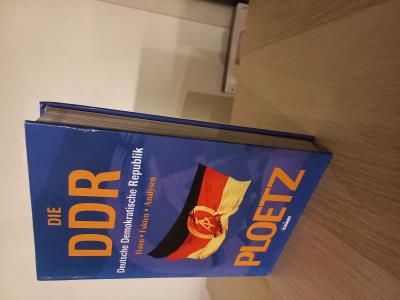 DIE
DDR
Deutsche Demokratische Republik
Daten • Fakten • Analysen
PLOETZ